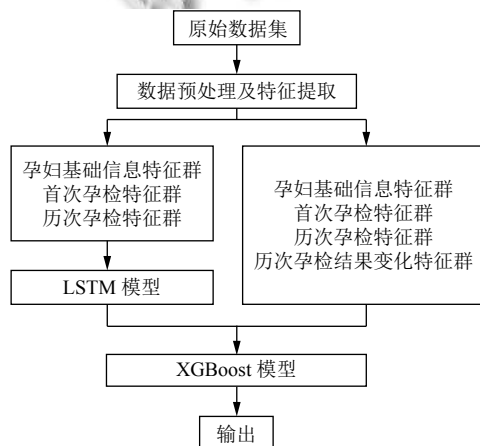 原始数据集
数据预处理及特征提取
孕妇基础信息特征群
首次孕检特征群
历次孕检特征群
LSTM 模型
孕妇基础信息特征群
首次孕检特征群
历次孕检特征群
历次孕检结果变化特征群
XGBoost 模型
输出